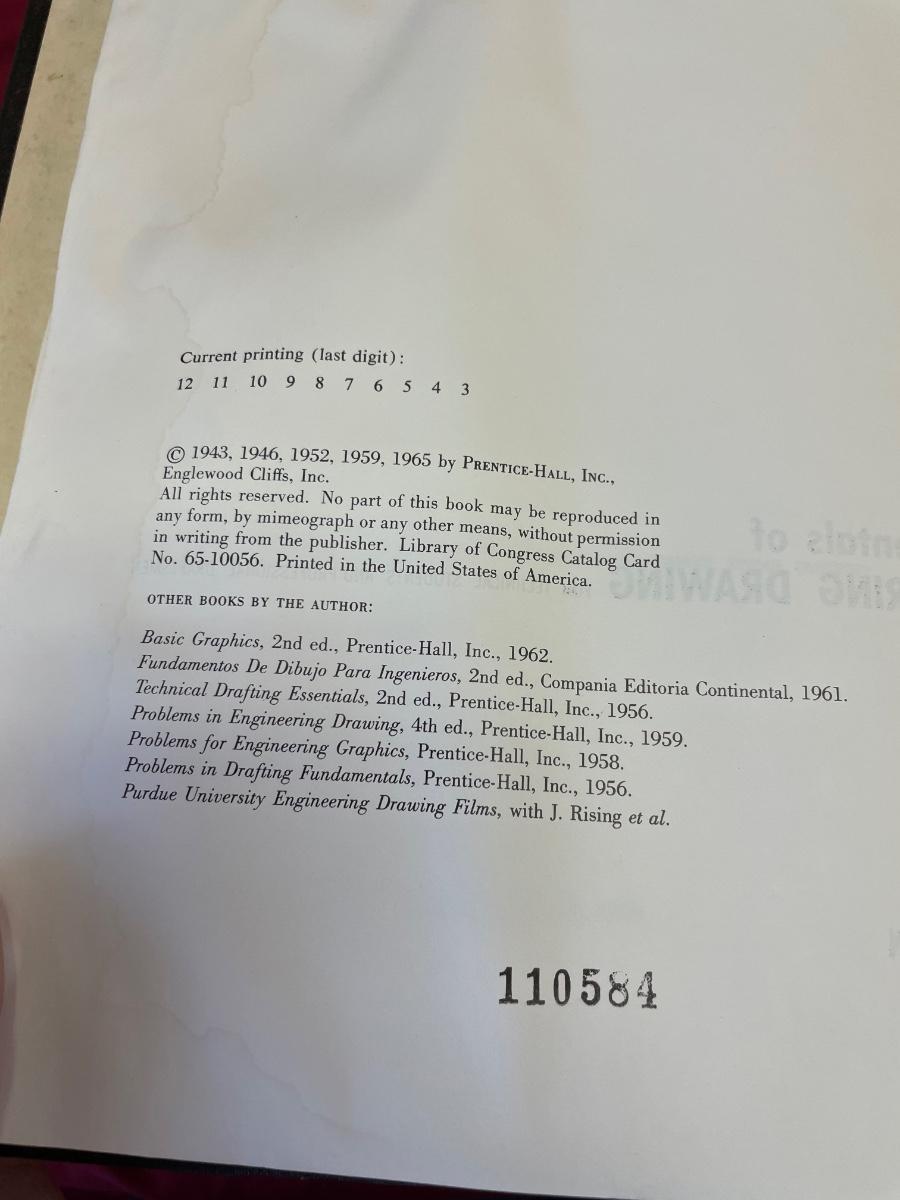 Current printing (last digit):
12 11 10 9 8 7 6 5 4 3
© 1943, 1946, 1952, 1959, 1965 by PRENTICE-HALL, INC.,
Englewood Cliffs, Inc.
All rights reserved. No part of this book may be reproduced in
any form, by mimeograph or any other means, without permission
in writing from the publisher. Library of Congress Catalog Card
No. 65-10056. Printed in the United States of America.
OTHER BOOKS BY THE AUTHOR:
Basic Graphics, 2nd ed., Prentice-Hall, Inc., 1962.
Fundamentos De Dibujo Para Ingenieros, 2nd ed., Compania Editoria Continental, 1961.
Technical Drafting Essentials, 2nd ed., Prentice-Hall, Inc., 1956.
Problems in Engineering Drawing, 4th ed., Prentice-Hall, Inc., 1959.
Problems for Engineering Graphics, Prentice-Hall, Inc., 1958.
Problems in Drafting Fundamentals, Prentice-Hall, Inc., 1956.
Purdue University Engineering Drawing Films, with J. Rising et al.
110584